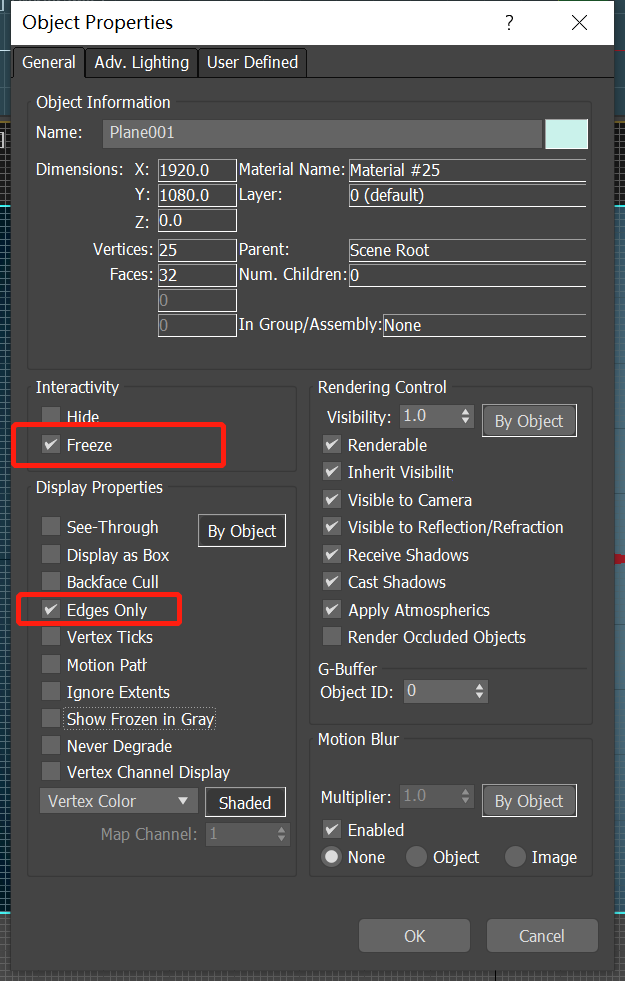 Object Properties ?
General Adv. Lighting User Defined
Object Information
Name: Plane001
Dimensions: X: 1920.0 Material Name: Material #25
Y: 1080.0 Layer: 0 (default)
Z: 0.0
Vertices: 25 Parent: Scene Root
Faces: 32 Num. Children: 0
0
0 In Group/Assembly: None
Interactivity
Hide
Freeze
Display Properties
See-Through By Object
Display as Box
Backface Cull
Edges Only
Vertex Ticks
Motion Path
Ignore Extents
Show Frozen in Gray
Never Degrade
Vertex Channel Display
Vertex Color Shaded
Map Channel: 1
Rendering Control
Visibility: 1.0 By Object
Renderable
Inherit Visibility
Visible to Camera
Visible to Reflection/Refraction
Receive Shadows
Cast Shadows
Apply Atmospherics
Render Occluded Objects
G-Buffer
Object ID: 0
Motion Blur
Multiplier: 1.0 By Object
Enabled
None Object Image
OK Cancel